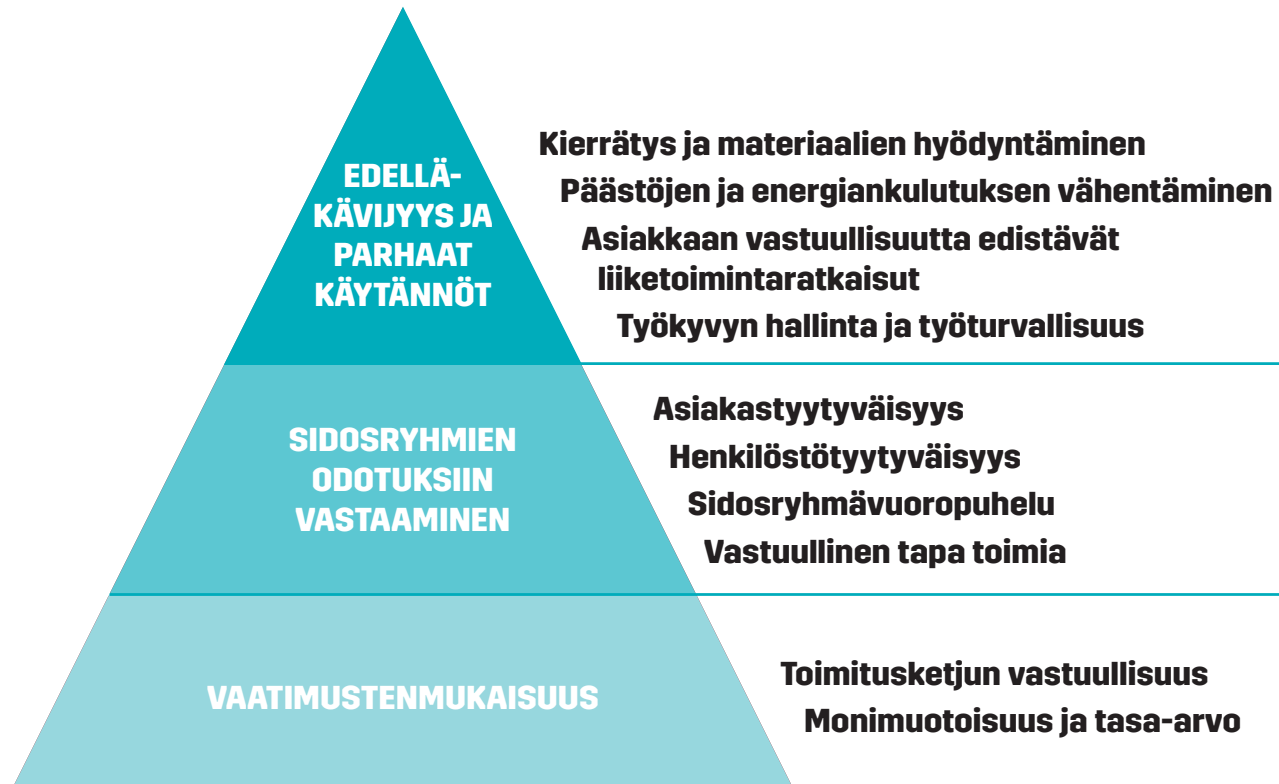 EDELLÄ-
KÄVIJYYS JA
PARHAAT
KÄYTÄNNÖT
Kierrätys ja materiaalien hyödyntäminen
Päästöjen ja energiankulutuksen vähentäminen
Asiakkaan vastuullisuutta edistävät
liiketoimintaratkaisut
Työkyvyn hallinta ja työturvallisuus
SIDOSRYHMIEN
ODOTUKSIIN
VASTAAMINEN
Asiakastyytyväisyys
Henkilöstötyytyväisyys
Sidosryhmävuoropuhelu
Vastuullinen tapa toimia
VAATIMUSTENMUKAISUUS
Toimitusketjun vastuullisuus
Monimuotoisuus ja tasa-arvo